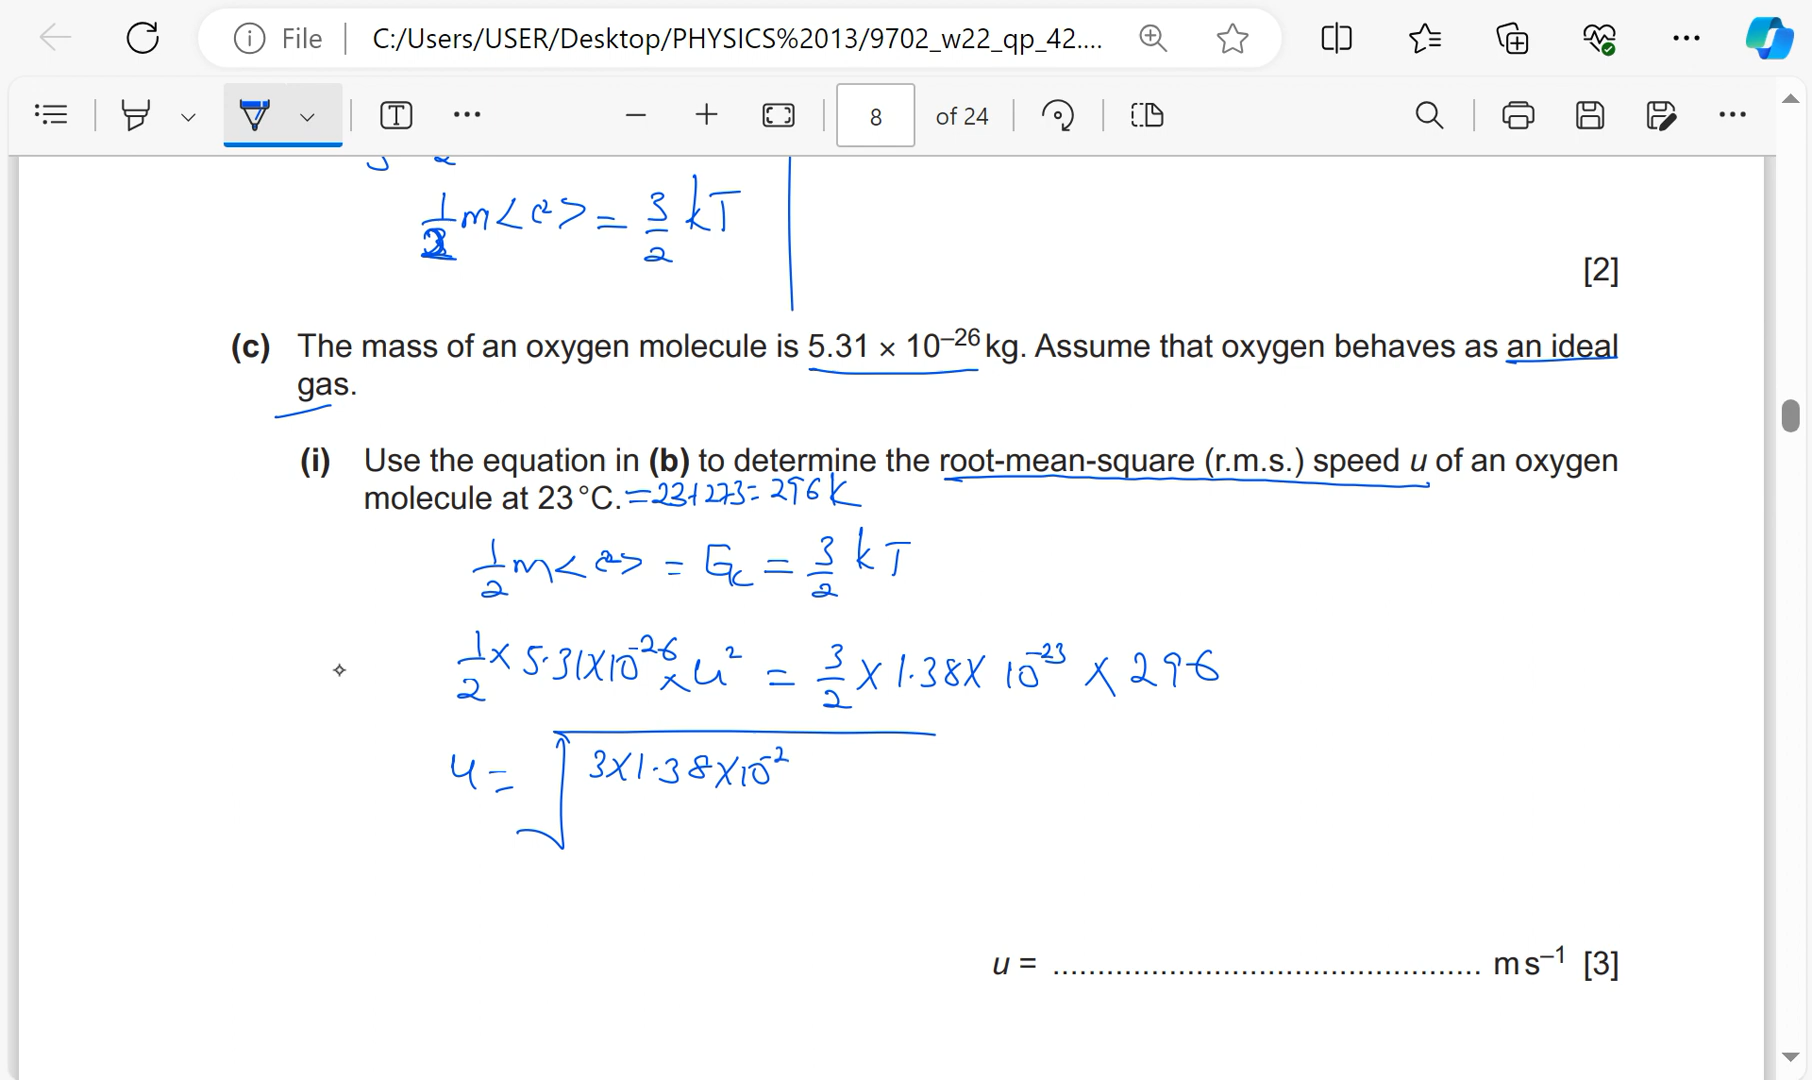 File C:/Users/USER/Desktop/PHYSICS%2013/9702_w22_qp_42....
8 of 24
1/2 m<c²> = 3/2 kT
[2]
(c) The mass of an oxygen molecule is 5.31 × 10⁻²⁶ kg. Assume that oxygen behaves as an ideal
gas.
(i) Use the equation in (b) to determine the root-mean-square (r.m.s.) speed u of an oxygen
molecule at 23 °C. =23+273= 296K
1/2 m<c²> = Ek = 3/2 kT
1/2 × 5.31×10⁻²⁶ × u² = 3/2 × 1.38× 10⁻²³ × 296
u = √3×1.38×10⁻²
u = ................................................ m s⁻¹ [3]